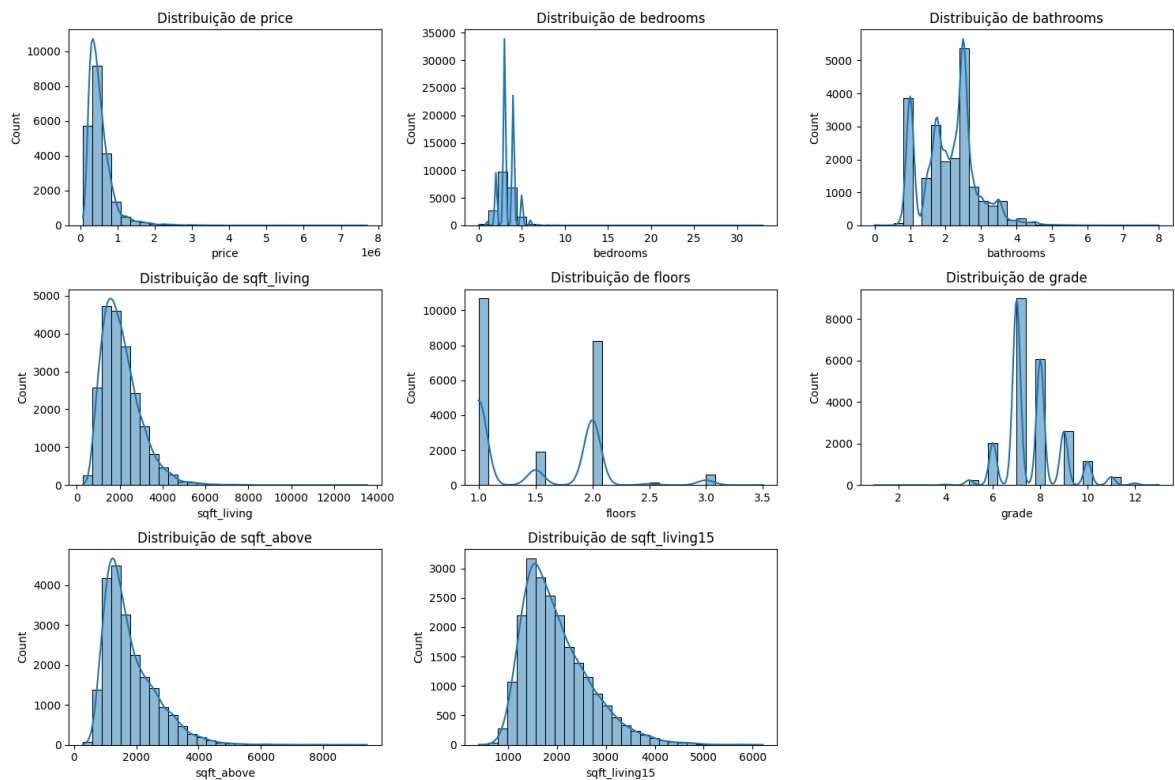 Distribuição de price
Count
10000
8000
6000
4000
2000
0
0 1 2 3 4 5 6 7 8
1e6
price
Distribuição de bedrooms
Count
35000
30000
25000
20000
15000
10000
5000
0
0 5 10 15 20 25 30
bedrooms
Distribuição de bathrooms
Count
5000
4000
3000
2000
1000
0
0 1 2 3 4 5 6 7 8
bathrooms
Distribuição de sqft_living
Count
5000
4000
3000
2000
1000
0
0 2000 4000 6000 8000 10000 12000 14000
sqft_living
Distribuição de floors
Count
10000
8000
6000
4000
2000
0
1.0 1.5 2.0 2.5 3.0 3.5
floors
Distribuição de grade
Count
8000
6000
4000
2000
0
2 4 6 8 10 12
grade
Distribuição de sqft_above
Count
4000
3000
2000
1000
0
0 2000 4000 6000 8000
sqft_above
Distribuição de sqft_living15
Count
3000
2500
2000
1500
1000
500
0
1000 2000 3000 4000 5000 6000
sqft_living15